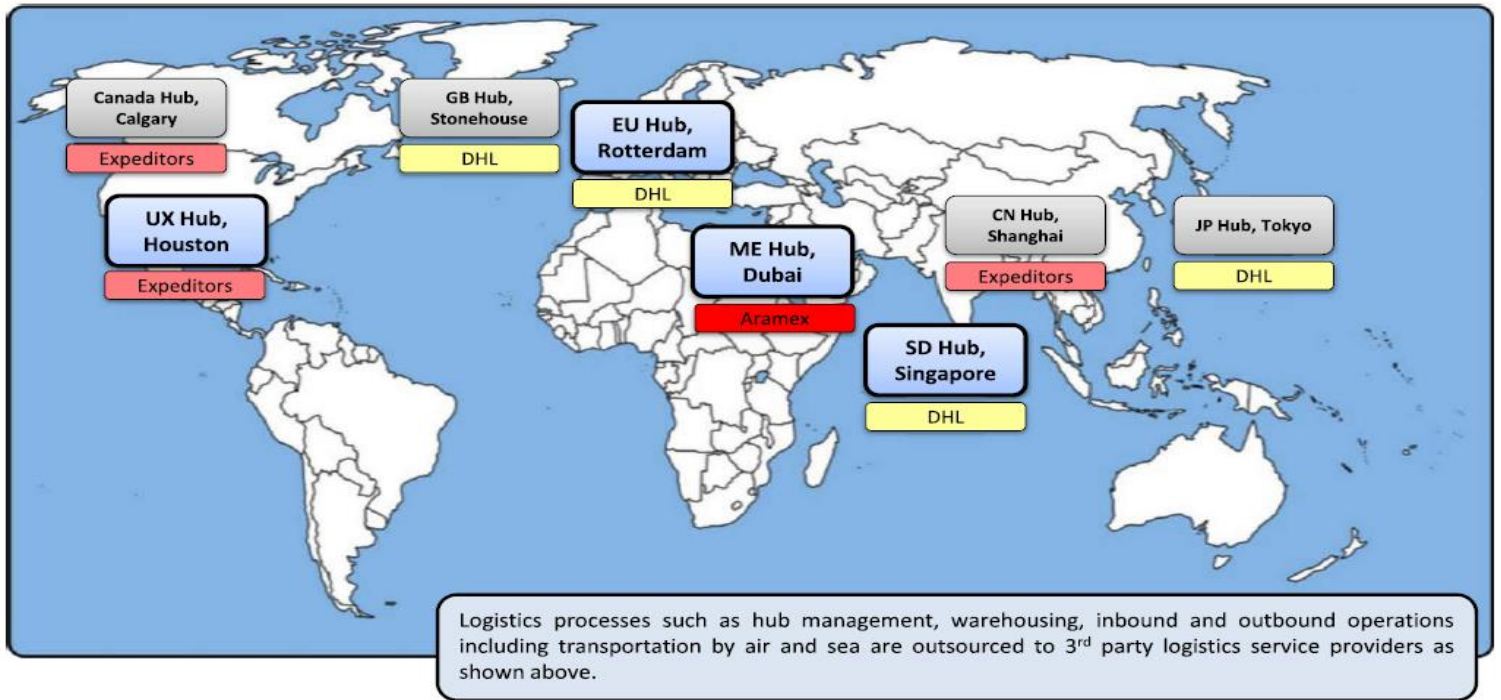 Canada Hub,
Calgary
Expeditors
GB Hub,
Stonehouse
DHL
EU Hub,
Rotterdam
DHL
UX Hub,
Houston
Expeditors
ME Hub,
Dubai
Aramex
CN Hub,
Shanghai
Expeditors
JP Hub, Tokyo
DHL
SD Hub,
Singapore
DHL
Logistics processes such as hub management, warehousing, inbound and outbound operations
including transportation by air and sea are outsourced to 3rd party logistics service providers as
shown above.